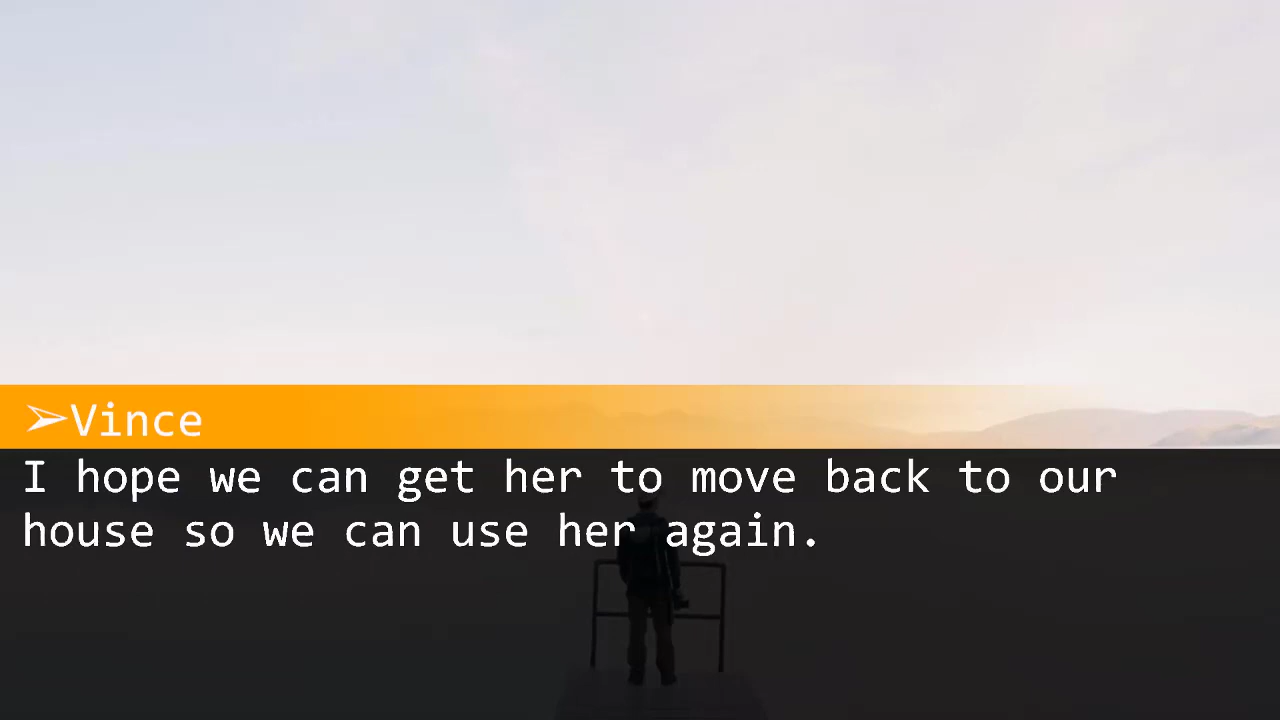 ➢Vince
I hope we can get her to move back to our
house so we can use her again.